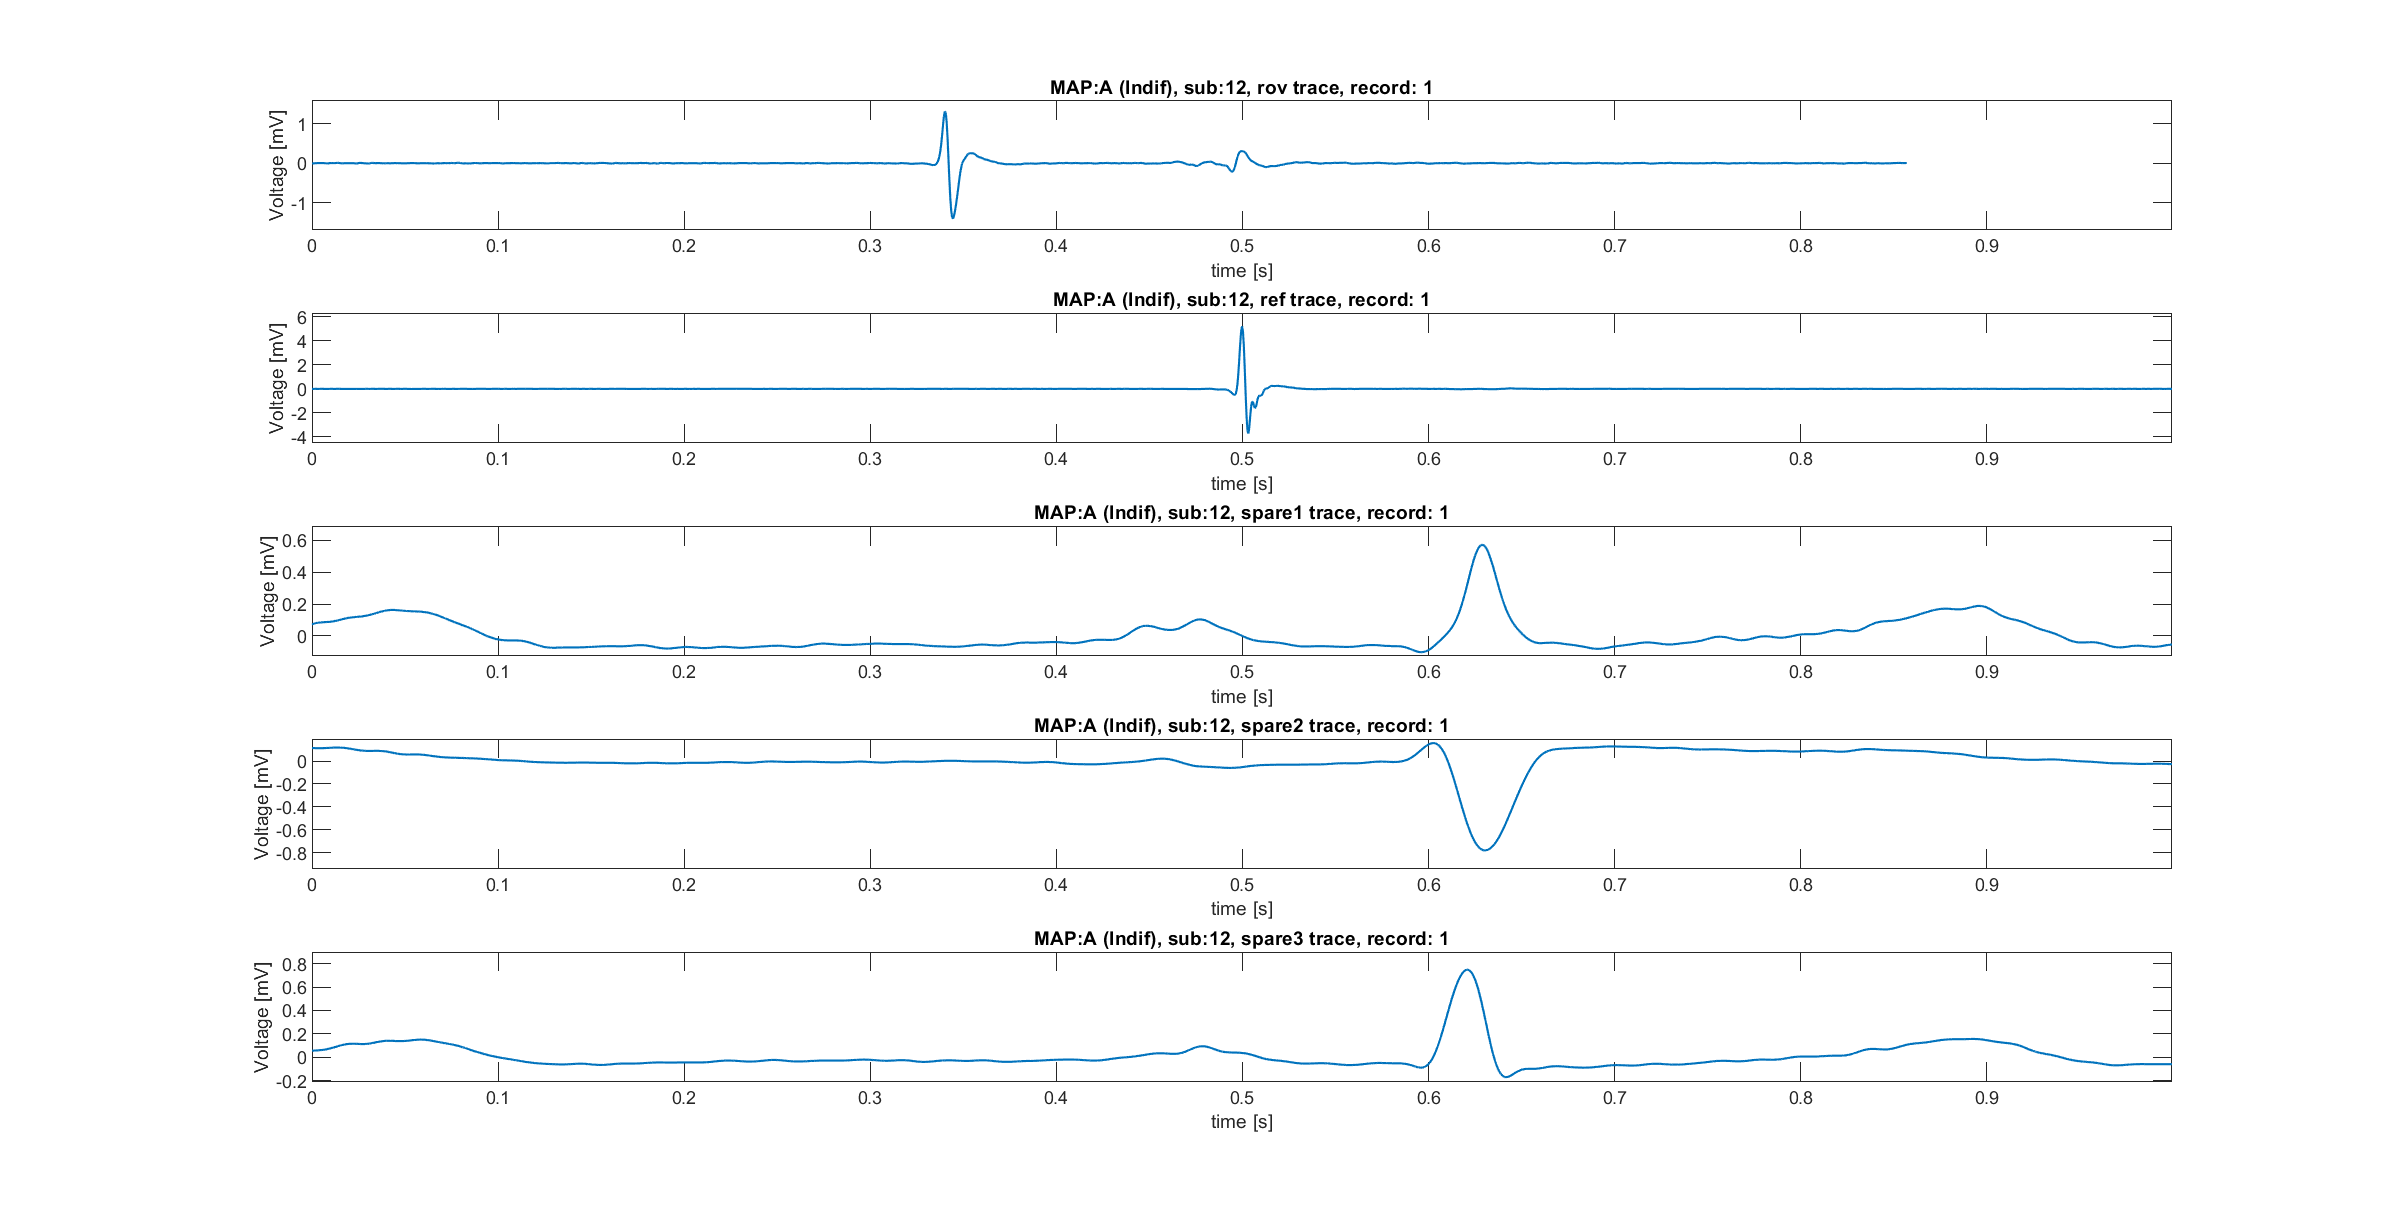 MAP:A (Indif), sub:12, rov trace, record: 1
Voltage [mV]
1
0
-1
0 0.1 0.2 0.3 0.4 0.5 0.6 0.7 0.8 0.9
time [s]
MAP:A (Indif), sub:12, ref trace, record: 1
Voltage [mV]
6
4
2
0
-2
-4
0 0.1 0.2 0.3 0.4 0.5 0.6 0.7 0.8 0.9
time [s]
MAP:A (Indif), sub:12, spare1 trace, record: 1
Voltage [mV]
0.6
0.4
0.2
0
0 0.1 0.2 0.3 0.4 0.5 0.6 0.7 0.8 0.9
time [s]
MAP:A (Indif), sub:12, spare2 trace, record: 1
Voltage [mV]
0
-0.2
-0.4
-0.6
-0.8
0 0.1 0.2 0.3 0.4 0.5 0.6 0.7 0.8 0.9
time [s]
MAP:A (Indif), sub:12, spare3 trace, record: 1
Voltage [mV]
0.8
0.6
0.4
0.2
0
-0.2
0 0.1 0.2 0.3 0.4 0.5 0.6 0.7 0.8 0.9
time [s]